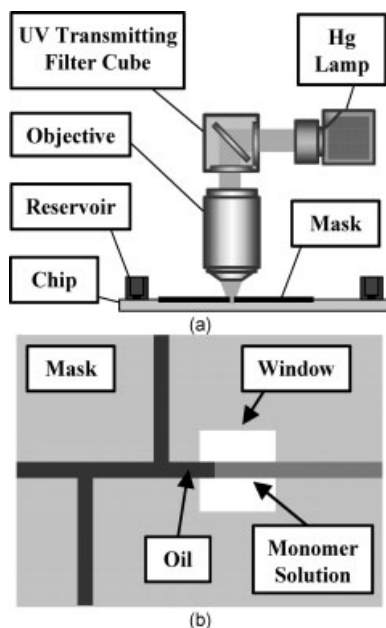 UV Transmitting
Filter Cube
Hg
Lamp
Objective
Reservoir
Mask
Chip
(a)
Mask
Window
Oil
Monomer
Solution
(b)